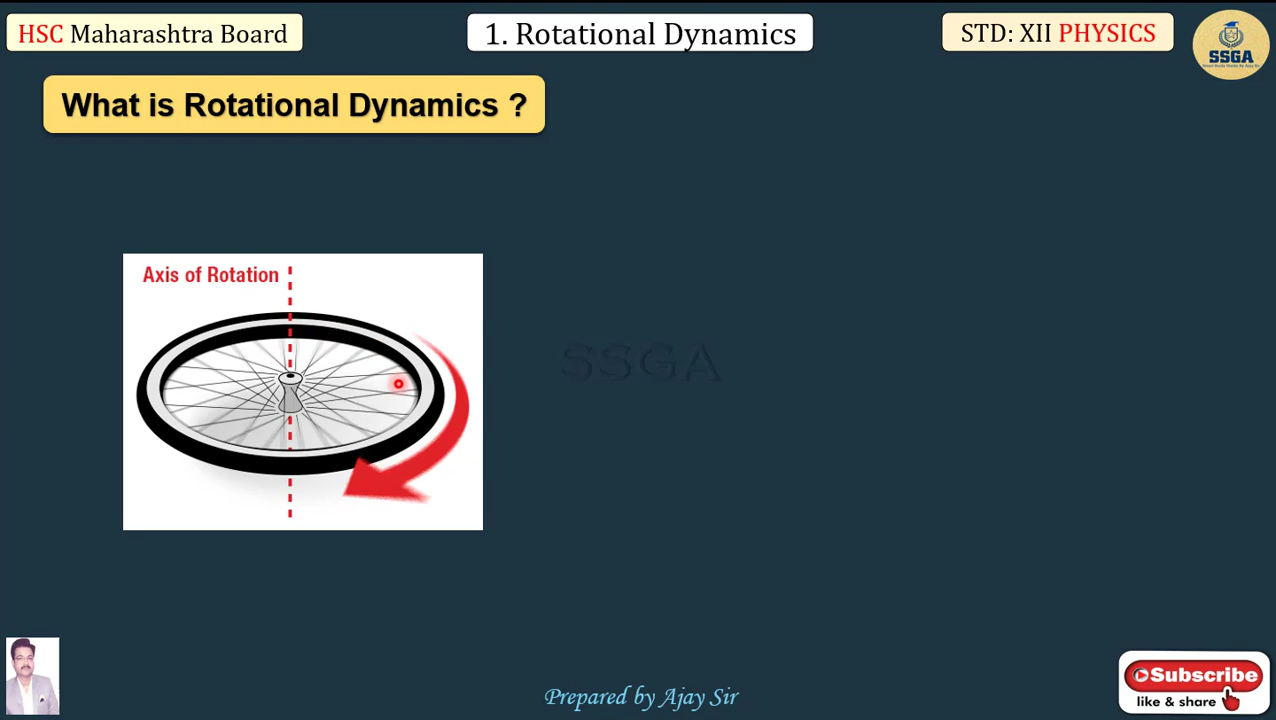 HSC Maharashtra Board
1. Rotational Dynamics
STD: XII PHYSICS
SSGA
What is Rotational Dynamics ?
Axis of Rotation
SSGA
Prepared by Ajay Sir
Subscribe
like & share